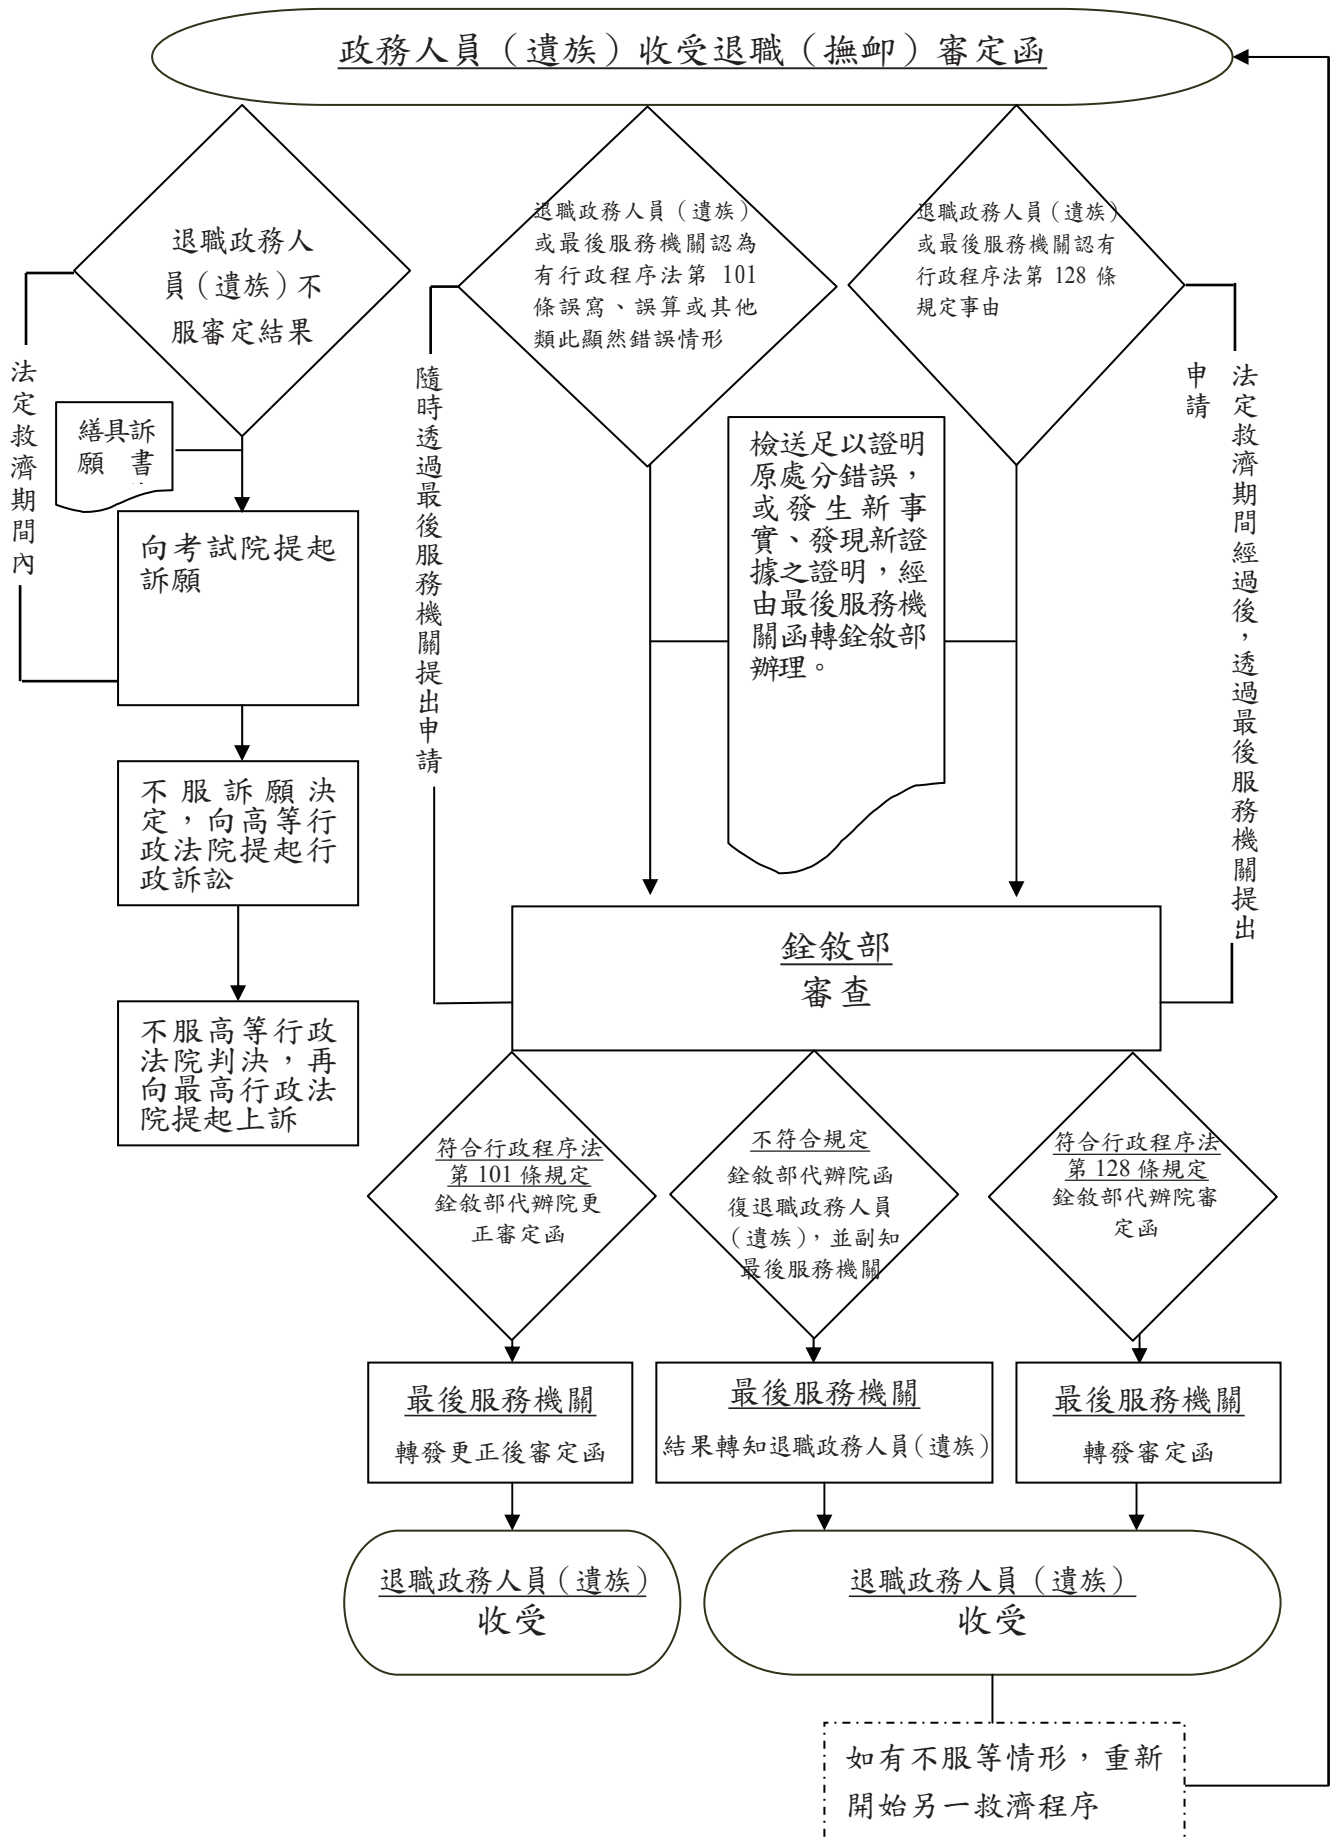 政務人員（遺族）收受退職（撫卹）審定函
退職政務人
員（遺族）不
服審定結果
法定救濟期間內
繕具訴
願書
向考試院提起
訴願
不服訴願決
定，向高等行
政法院提起行
政訴訟
不服高等行政
法院判決，再
向最高行政法
院提起上訴
退職政務人員（遺族）
或最後服務機關認為
有行政程序法第 101
條誤寫、誤算或其他
類此顯然錯誤情形
隨時透過最後服務機關提出申請
退職政務人員（遺族）
或最後服務機關認有
行政程序法第 128 條
規定事由
法定救濟期間經過後，透過最後服務機關提出
申請
檢送足以證明
原處分錯誤，
或發生新事
實、發現新證
據之證明，經
由最後服務機
關函轉銓敘部
辦理。
銓敘部
審查
符合行政程序法
第 101 條規定
銓敘部代辦院更
正審定函
不符合規定
銓敘部代辦院函
復退職政務人員
（遺族），並副知
最後服務機關
符合行政程序法
第 128 條規定
銓敘部代辦院審
定函
最後服務機關
轉發更正後審定函
最後服務機關
結果轉知退職政務人員（遺族）
最後服務機關
轉發審定函
退職政務人員（遺族）
收受
退職政務人員（遺族）
收受
如有不服等情形，重新
開始另一救濟程序